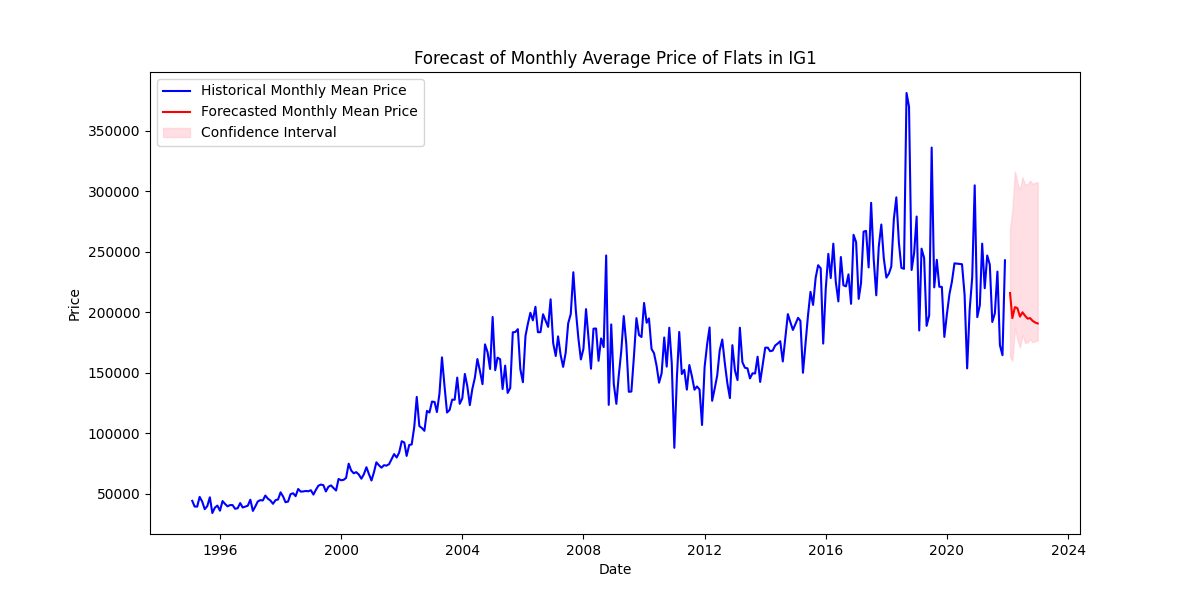 Forecast of Monthly Average Price of Flats in IG1
Historical Monthly Mean Price
Forecasted Monthly Mean Price
Confidence Interval
Price
350000
300000
250000
200000
150000
100000
50000
1996 2000 2004 2008 2012 2016 2020 2024
Date